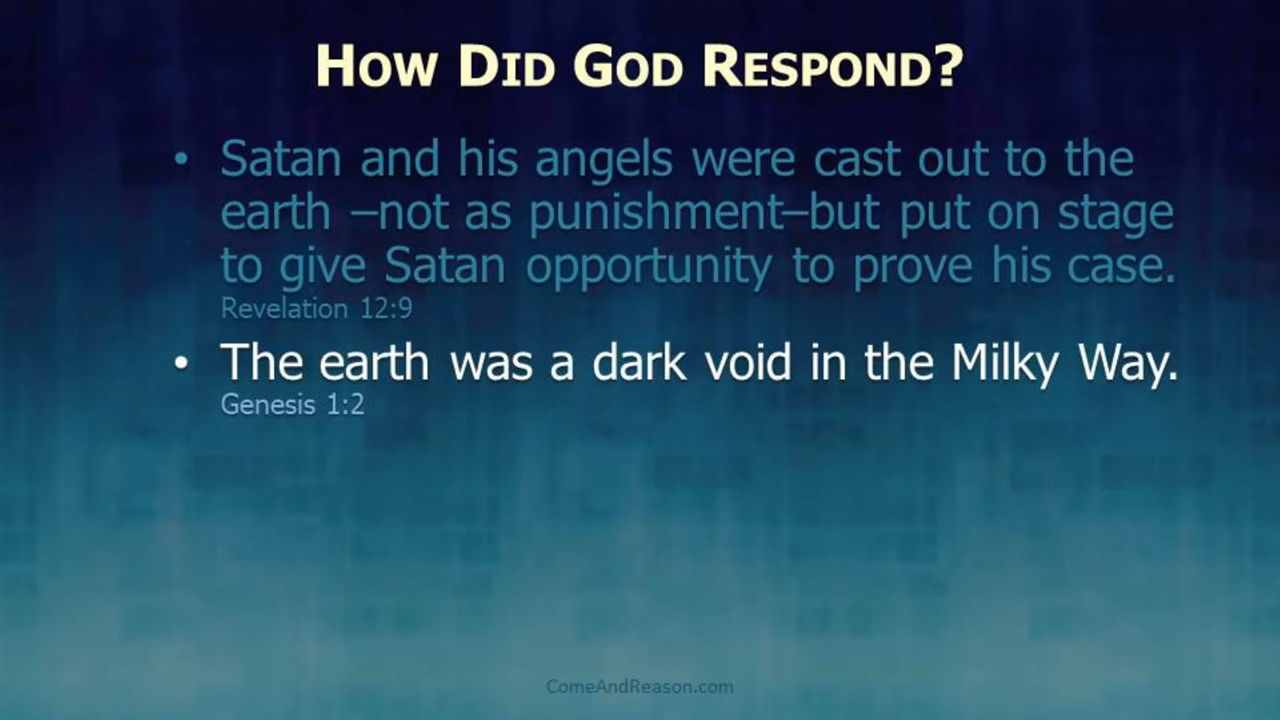 How Did God Respond?
• Satan and his angels were cast out to the
earth –not as punishment–but put on stage
to give Satan opportunity to prove his case.
Revelation 12:9
• The earth was a dark void in the Milky Way.
Genesis 1:2
ComeAndReason.com